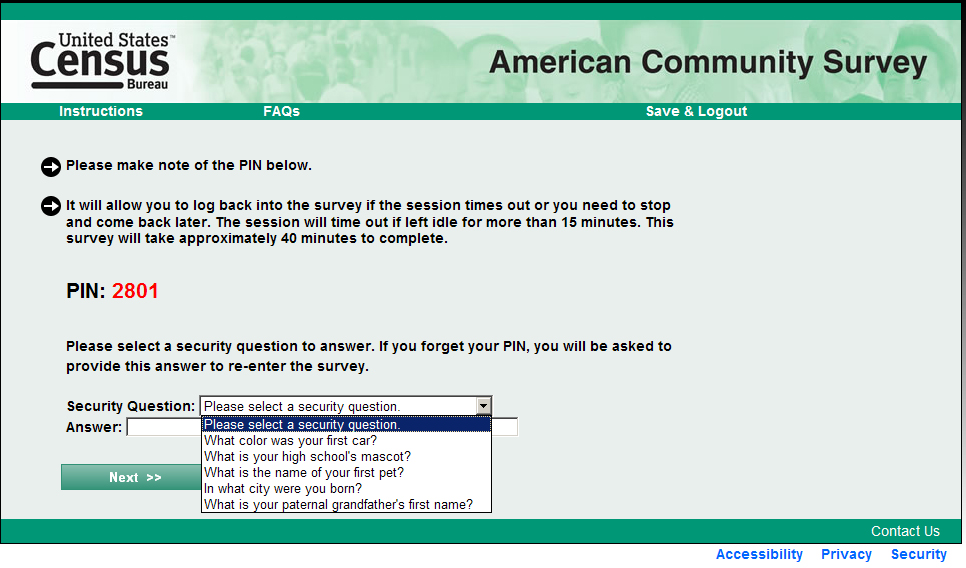 United States™
Census
Bureau
American Community Survey
Instructions FAQs Save & Logout
Please make note of the PIN below.
It will allow you to log back into the survey if the session times out or you need to stop
and come back later. The session will time out if left idle for more than 15 minutes. This
survey will take approximately 40 minutes to complete.
PIN: 2801
Please select a security question to answer. If you forget your PIN, you will be asked to
provide this answer to re-enter the survey.
Security Question: Please select a security question.
Answer:
Please select a security question.
What color was your first car?
What is your high school's mascot?
What is the name of your first pet?
In what city were you born?
What is your paternal grandfather's first name?
Next >>
Contact Us
Accessibility Privacy Security